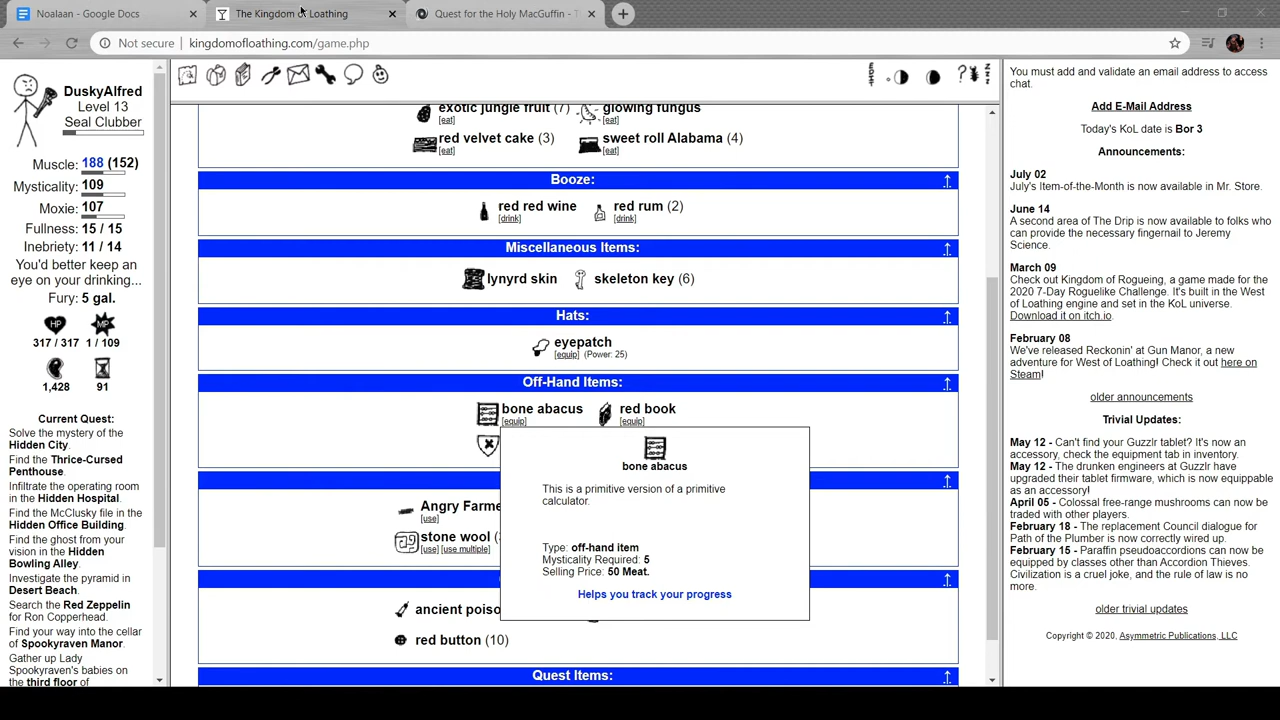 Noalaan - Google Docs
The Kingdom of Loathing
Quest for the Holy MacGuffin - T
Not secure | kingdomofloathing.com/game.php
DuskyAlfred
Level 13
Seal Clubber
Muscle: 188 (152)
Mysticality: 109
Moxie: 107
Fullness: 15 / 15
Inebriety: 11 / 14
You'd better keep an
eye on your drinking...
Fury: 5 gal.
HP MP
317 / 317 1 / 109
1,428 91
Current Quest:
Solve the mystery of the
Hidden City.
Find the Thrice-Cursed
Penthouse.
Infiltrate the operating room
in the Hidden Hospital.
Find the McClusky file in the
Hidden Office Building.
Find the ghost from your
vision in the Hidden
Bowling Alley.
Investigate the pyramid in
Desert Beach.
Search the Red Zeppelin
for Ron Copperhead.
Find your way into the cellar
of Spookyraven Manor.
Gather up Lady
Spookyraven's babies on
the third floor of
exotic jungle fruit (7) glowing fungus
[eat] [eat]
red velvet cake (3) sweet roll Alabama (4)
[eat] [eat]
Booze:
red red wine red rum (2)
[drink] [drink]
Miscellaneous Items:
lynyrd skin skeleton key (6)
Hats:
eyepatch
[equip] (Power: 25)
Off-Hand Items:
bone abacus red book
[equip] [equip]
bone abacus
This is a primitive version of a primitive
calculator.
Type: off-hand item
Mysticality Required: 5
Selling Price: 50 Meat.
Helps you track your progress
Angry Farme
[use]
stone wool (
[use] [use multiple]
ancient poiso
red button (10)
Quest Items:
You must add and validate an email address to access
chat.
Add E-Mail Address
Today's KoL date is Bor 3
Announcements:
July 02
July's Item-of-the-Month is now available in Mr. Store.
June 14
A second area of The Drip is now available to folks who
can provide the necessary fingernail to Jeremy
Science.
March 09
Check out Kingdom of Rogueing, a game made for the
2020 7-Day Roguelike Challenge. It's built in the West
of Loathing engine and set in the KoL universe.
Download it on itch.io.
February 08
We've released Reckonin' at Gun Manor, a new
adventure for West of Loathing! Check it out here on
Steam!
older announcements
Trivial Updates:
May 12 - Can't find your Guzzlr tablet? It's now an
accessory, check the equipment tab in inventory.
May 12 - The drunken engineers at Guzzlr have
upgraded their tablet firmware, which is now equippable
as an accessory!
April 05 - Colossal free-range mushrooms can now be
traded with other players.
February 18 - The replacement Council dialogue for
Path of the Plumber is now correctly wired up.
February 15 - Paraffin pseudoaccordions can now be
equipped by classes other than Accordion Thieves.
Civilization is a cruel joke, and the rule of law is no
more.
older trivial updates
Copyright © 2020, Asymmetric Publications, LLC